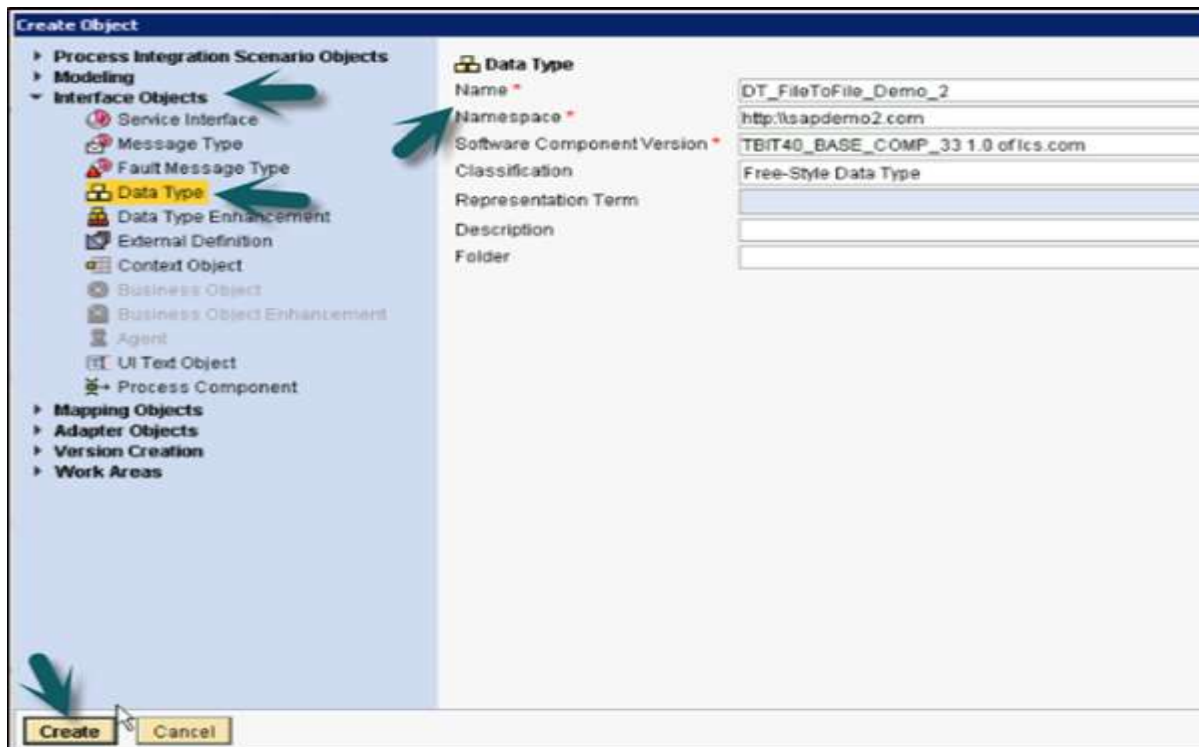 Create Object
Process Integration Scenario Objects
Modeling
Interface Objects
Service Interface
Message Type
Fault Message Type
Data Type
Data Type Enhancement
External Definition
Context Object
Business Object
Business Object Enhancement
Agent
UI Text Object
Process Component
Mapping Objects
Adapter Objects
Version Creation
Work Areas
Data Type
Name * DT_FileToFile_Demo_2
Namespace * http:\\sapdemo2.com
Software Component Version * TBIT40_BASE_COMP_33 1.0 of lcs.com
Classification Free-Style Data Type
Representation Term
Description
Folder
Create Cancel